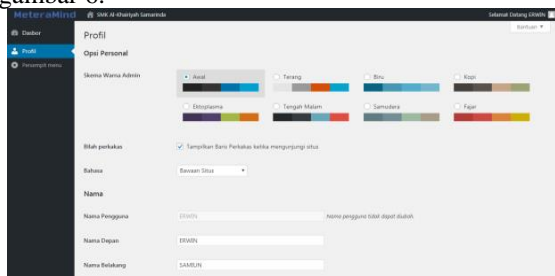 gambar 6.
MeteraMind SMK Al-Khairiyah Samarinda Selamat Datang ERWIN
Bantuan
Dasbor
Profil
Penyempit menu
Profil
Opsi Personal
Skema Warna Admin
Awal
Terang
Biru
Kopi
Ektoplasma
Tengah Malam
Samudera
Fajar
Bilah perkakas
Tampilkan Baris Perkakas ketika mengunjungi situs
Bahasa
Bawaan Situs
Nama
Nama Pengguna
ERWIN
Nama pengguna tidak dapat diubah.
Nama Depan
ERWIN
Nama Belakang
SAMLIN